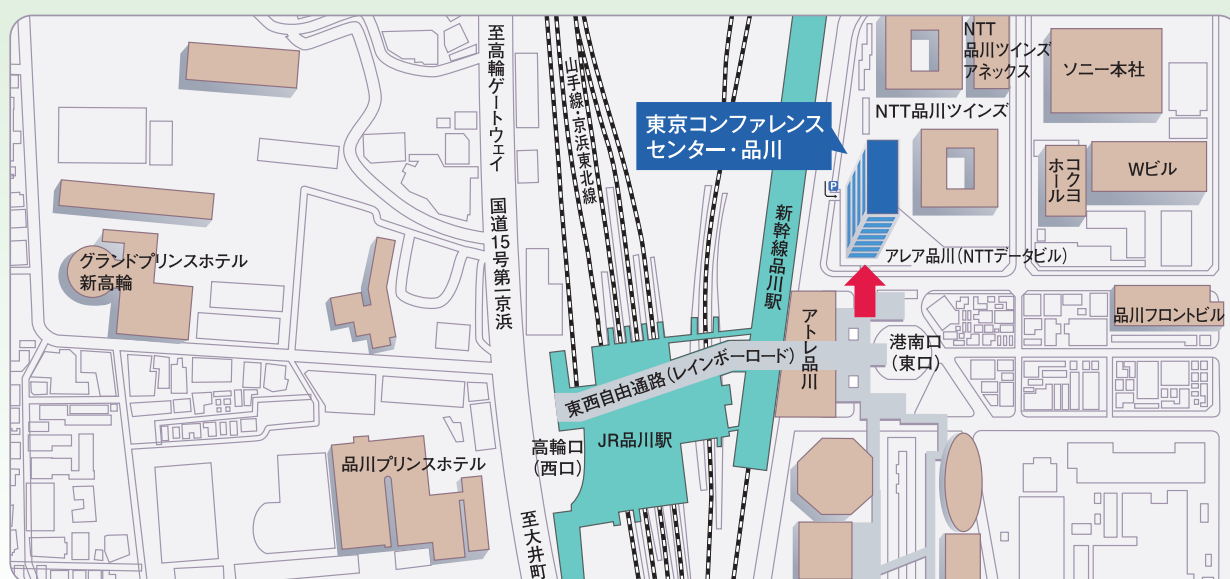 至高輪ゲートウェイ
国道15号第一京浜
山手線・京浜東北線
NTT
品川ツインズ
アネックス
ソニー本社
NTT品川ツインズ
東京コンファレンス
センター・品川
P
コクヨ
ホール
Wビル
新幹線品川駅
アレア品川(NTTデータビル)
グランドプリンスホテル
新高輪
アトレ品川
品川フロントビル
港南口
(東口)
東西自由通路(レインボーロード)
JR品川駅
高輪口
(西口)
品川プリンスホテル
至大井町